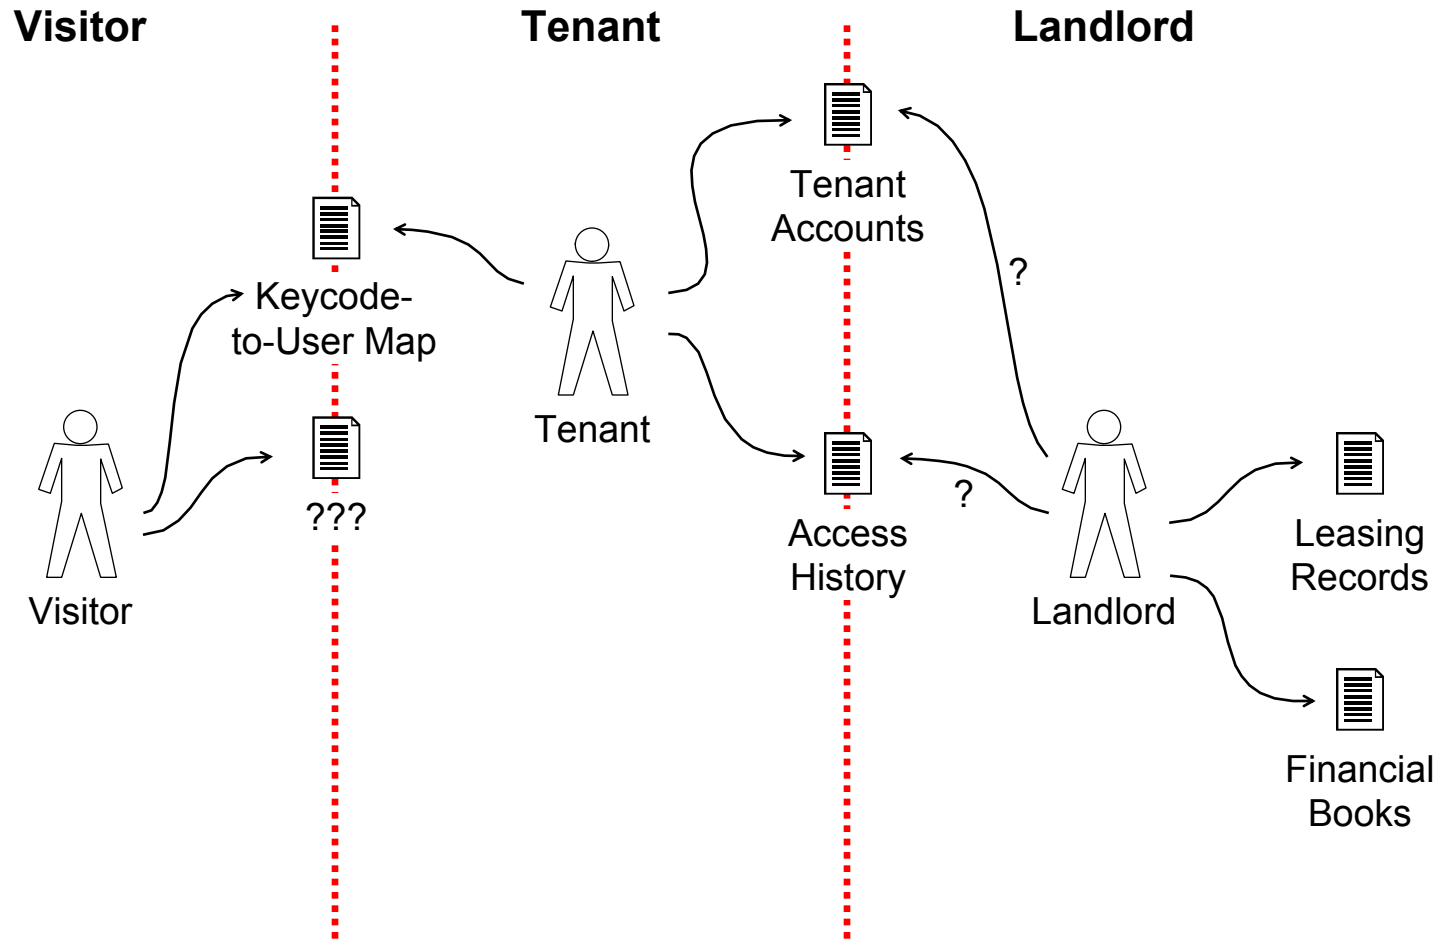 Visitor
Tenant
Landlord
Tenant
Accounts
Keycode-
to-User Map
?
Tenant
???
?
Access
History
Visitor
Landlord
Leasing
Records
Financial
Books